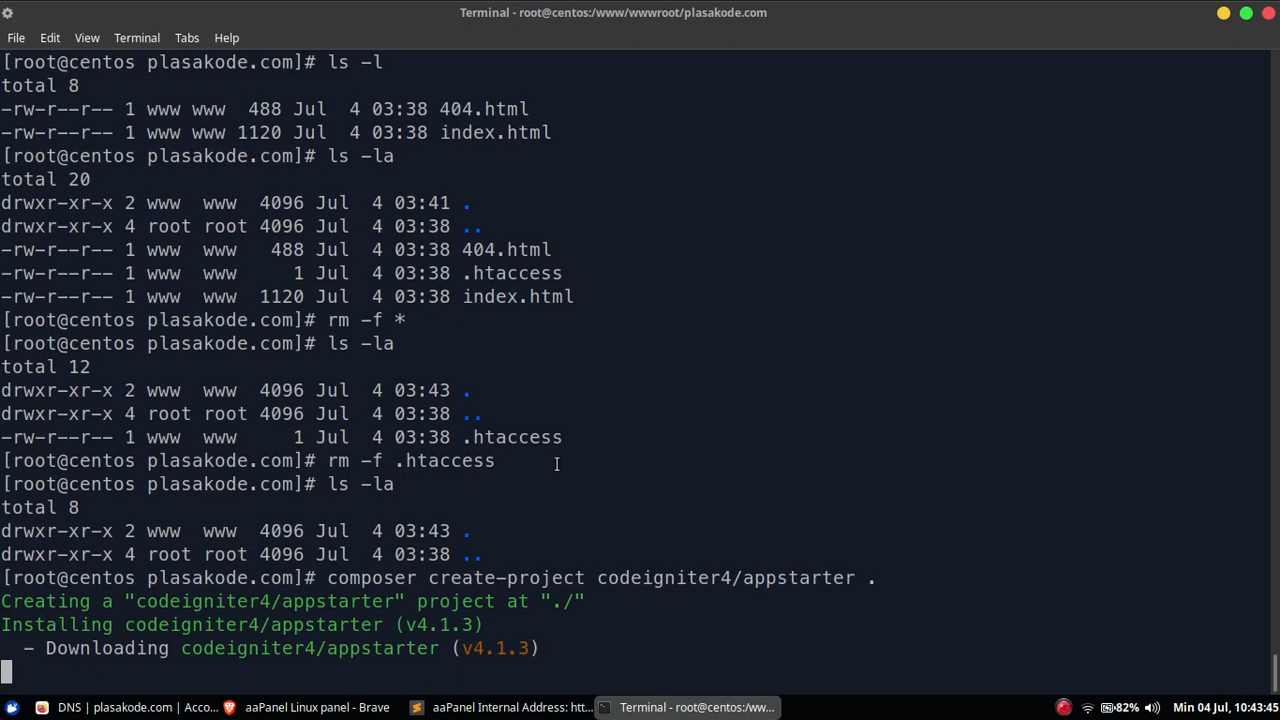 Terminal - root@centos:/www/wwwroot/plasakode.com
File Edit View Terminal Tabs Help
[root@centos plasakode.com]# ls -l
total 8
-rw-r--r-- 1 www www  488 Jul  4 03:38 404.html
-rw-r--r-- 1 www www 1120 Jul  4 03:38 index.html
[root@centos plasakode.com]# ls -la
total 20
drwxr-xr-x 2 www  www  4096 Jul  4 03:41 .
drwxr-xr-x 4 root root 4096 Jul  4 03:38 ..
-rw-r--r-- 1 www  www   488 Jul  4 03:38 404.html
-rw-r--r-- 1 www  www     1 Jul  4 03:38 .htaccess
-rw-r--r-- 1 www  www  1120 Jul  4 03:38 index.html
[root@centos plasakode.com]# rm -f *
[root@centos plasakode.com]# ls -la
total 12
drwxr-xr-x 2 www  www  4096 Jul  4 03:43 .
drwxr-xr-x 4 root root 4096 Jul  4 03:38 ..
-rw-r--r-- 1 www  www     1 Jul  4 03:38 .htaccess
[root@centos plasakode.com]# rm -f .htaccess
[root@centos plasakode.com]# ls -la
total 8
drwxr-xr-x 2 www  www  4096 Jul  4 03:43 .
drwxr-xr-x 4 root root 4096 Jul  4 03:38 ..
[root@centos plasakode.com]# composer create-project codeigniter4/appstarter .
Creating a "codeigniter4/appstarter" project at "./"
Installing codeigniter4/appstarter (v4.1.3)
  - Downloading codeigniter4/appstarter (v4.1.3)
DNS | plasakode.com | Acco... aaPanel Linux panel - Brave aaPanel Internal Address: htt... Terminal - root@centos:/ww... 82% Min 04 Jul, 10:43:45